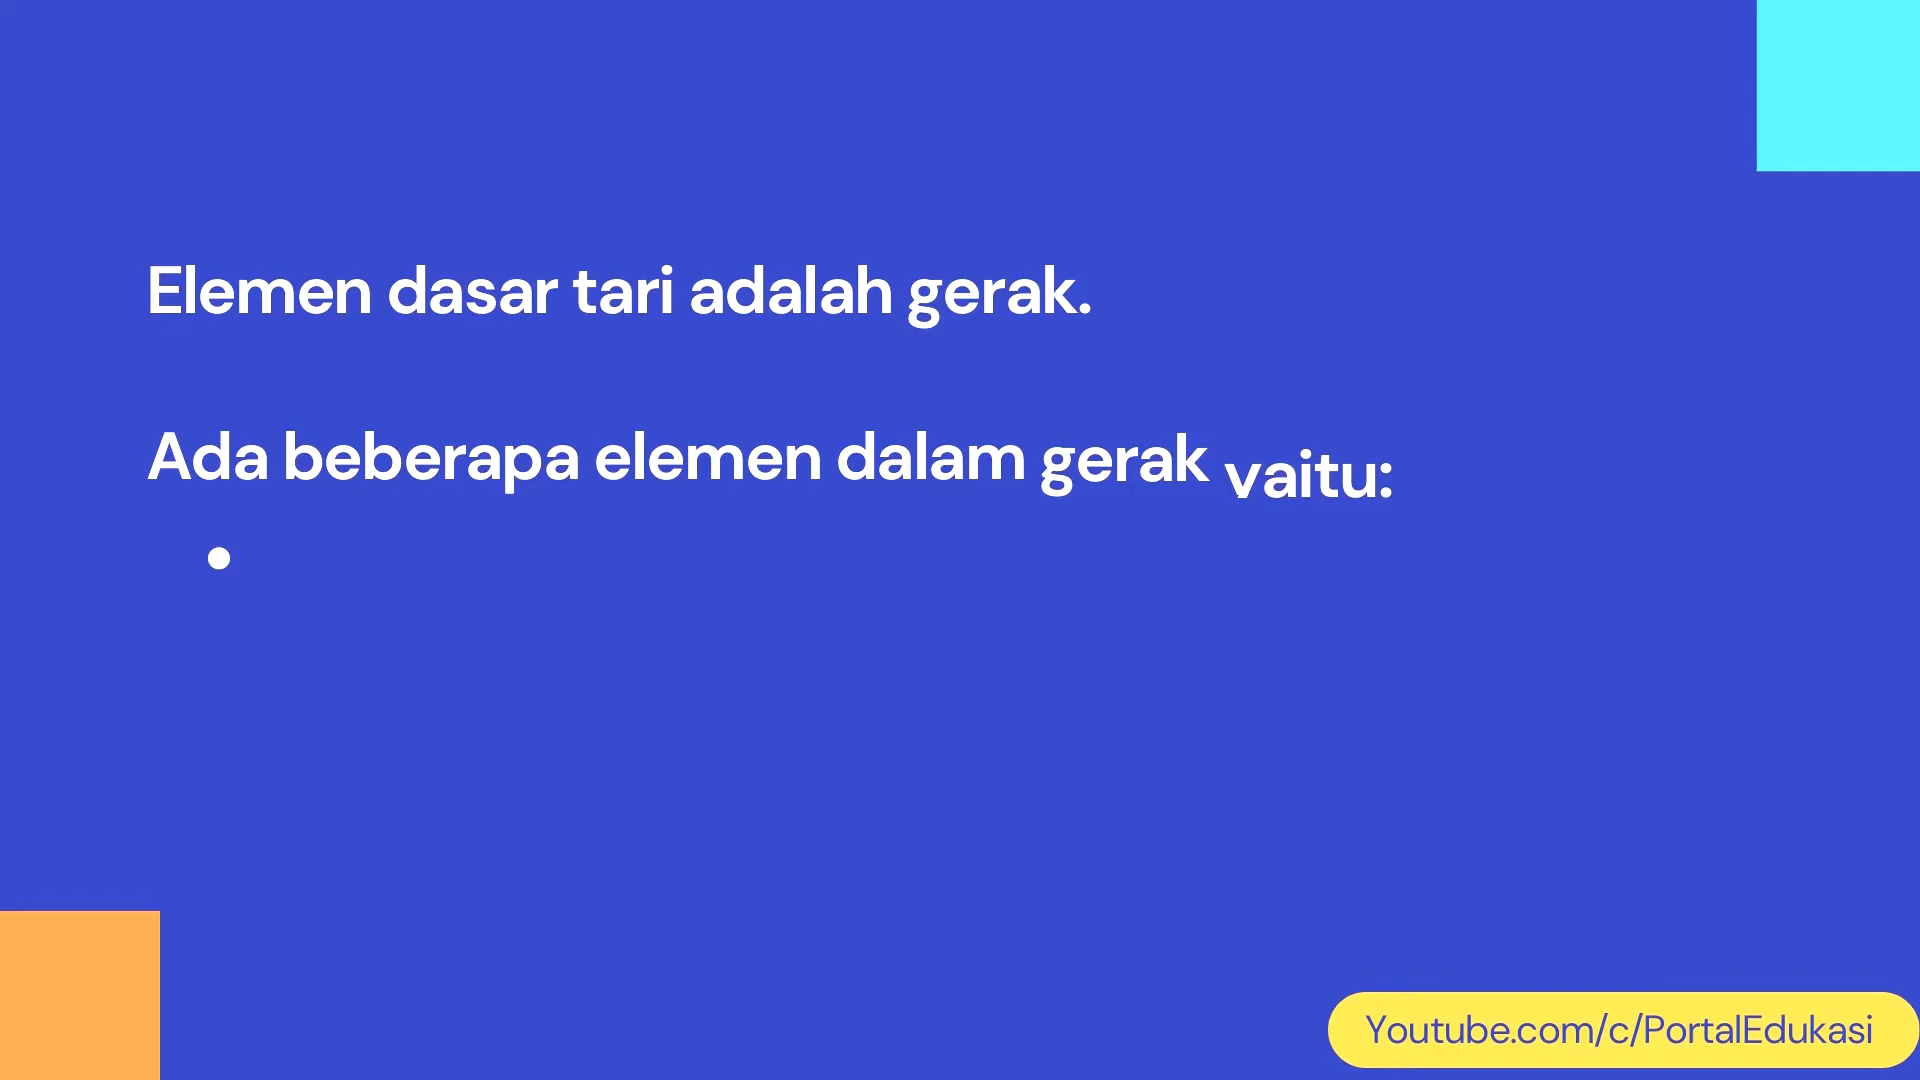 Elemen dasar tari adalah gerak.
Ada beberapa elemen dalam gerak yaitu:
•
Youtube.com/c/PortalEdukasi